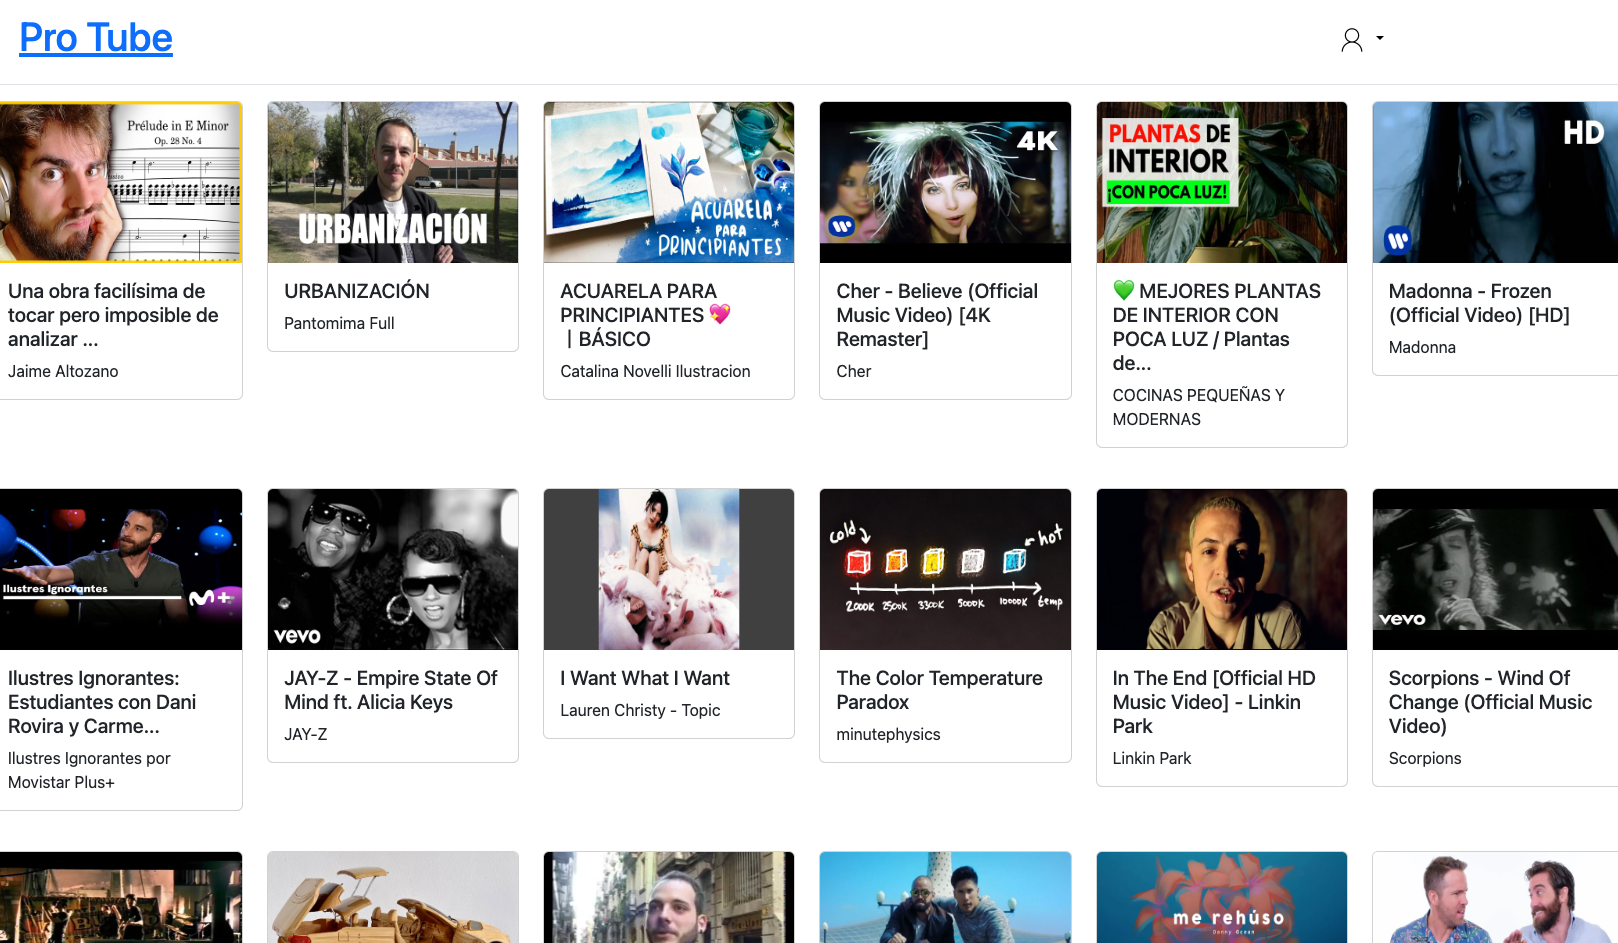 Pro Tube
Prélude in E Minor
Op. 28 No. 4
Una obra facilísima de
tocar pero imposible de
analizar ...
Jaime Altozano
URBANIZACIÓN
URBANIZACIÓN
Pantomima Full
ACUARELA
PARA
PRINCIPIANTES
ACUARELA PARA
PRINCIPIANTES 💖
| BÁSICO
Catalina Novelli Ilustracion
4K
Cher - Believe (Official
Music Video) [4K
Remaster]
Cher
PLANTAS DE
INTERIOR
¡CON POCA LUZ!
💚 MEJORES PLANTAS
DE INTERIOR CON
POCA LUZ / Plantas
de...
COCINAS PEQUEÑAS Y
MODERNAS
HD
Madonna - Frozen
(Official Video) [HD]
Madonna
Ilustres Ignorantes
M+
Ilustres Ignorantes:
Estudiantes con Dani
Rovira y Carme...
Ilustres Ignorantes por
Movistar Plus+
vevo
JAY-Z - Empire State Of
Mind ft. Alicia Keys
JAY-Z
I Want What I Want
Lauren Christy - Topic
cold hot
2000K 2500K 3300K 5000K 10000K temp
The Color Temperature
Paradox
minutephysics
In The End [Official HD
Music Video] - Linkin
Park
Linkin Park
vevo
Scorpions - Wind Of
Change (Official Music
Video)
Scorpions
me rehúso
Danny Ocean